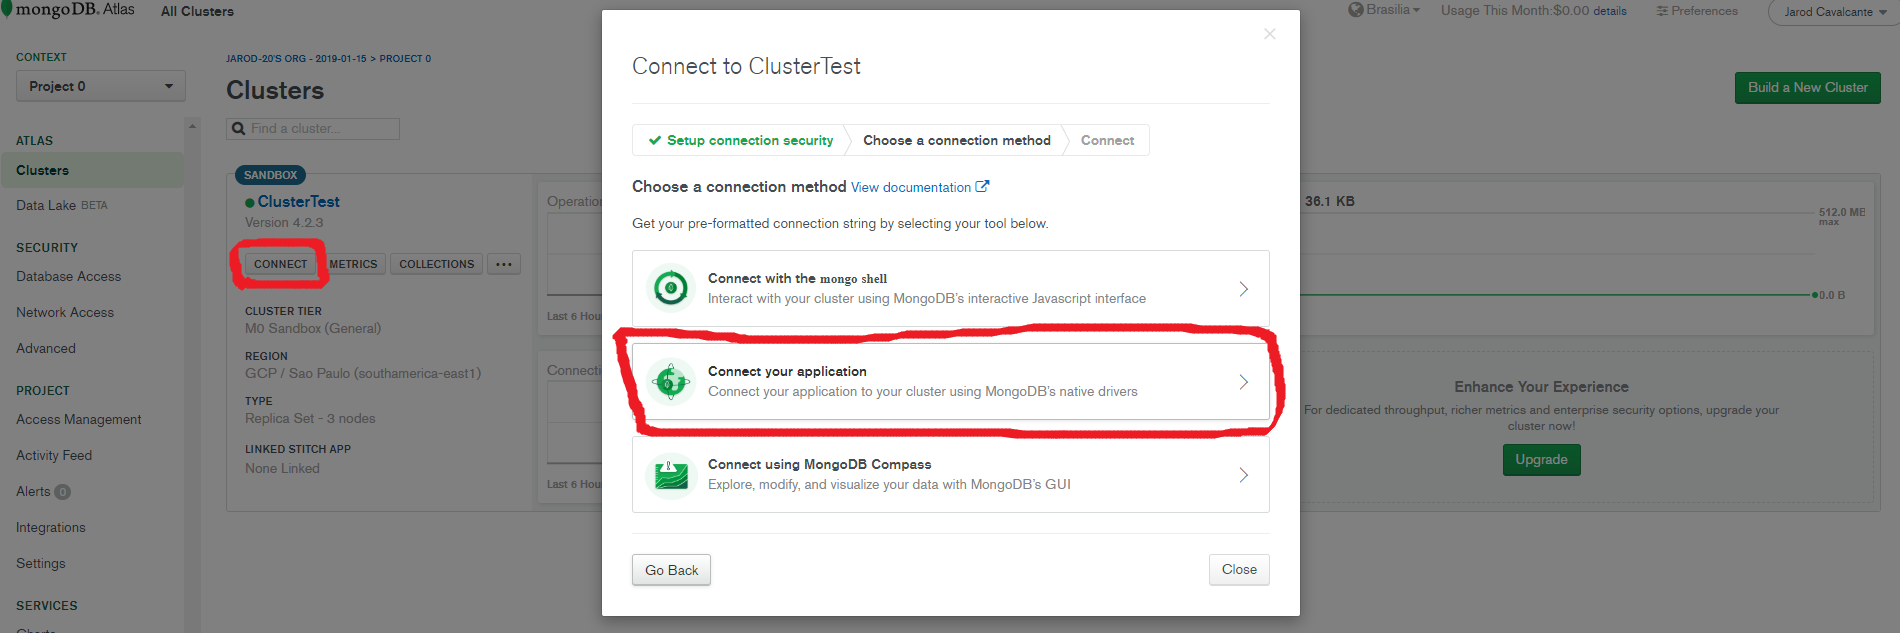 mongoDB. Atlas
All Clusters
Brasilia
Usage This Month:$0.00 details
Preferences
Jarod Cavalcante
CONTEXT
Project 0
ATLAS
Clusters
Data Lake BETA
SECURITY
Database Access
Network Access
Advanced
PROJECT
Access Management
Activity Feed
Alerts 0
Integrations
Settings
SERVICES
Charts
JAROD-20'S ORG - 2019-01-15 > PROJECT 0
Clusters
Find a cluster...
Build a New Cluster
SANDBOX
ClusterTest
Version 4.2.3
CONNECT
METRICS
COLLECTIONS
...
CLUSTER TIER
M0 Sandbox (General)
REGION
GCP / Sao Paulo (southamerica-east1)
TYPE
Replica Set - 3 nodes
LINKED STITCH APP
None Linked
Operation
Last 6 Hou
Connecti
Last 6 Hou
Connect to ClusterTest
Setup connection security
Choose a connection method
Connect
Choose a connection method View documentation
Get your pre-formatted connection string by selecting your tool below.
Connect with the mongo shell
Interact with your cluster using MongoDB's interactive Javascript interface
Connect your application
Connect your application to your cluster using MongoDB's native drivers
Connect using MongoDB Compass
Explore, modify, and visualize your data with MongoDB's GUI
Go Back
Close
36.1 KB
512.0 MB
max
0.0 B
Enhance Your Experience
For dedicated throughput, richer metrics and enterprise security options, upgrade your
cluster now!
Upgrade